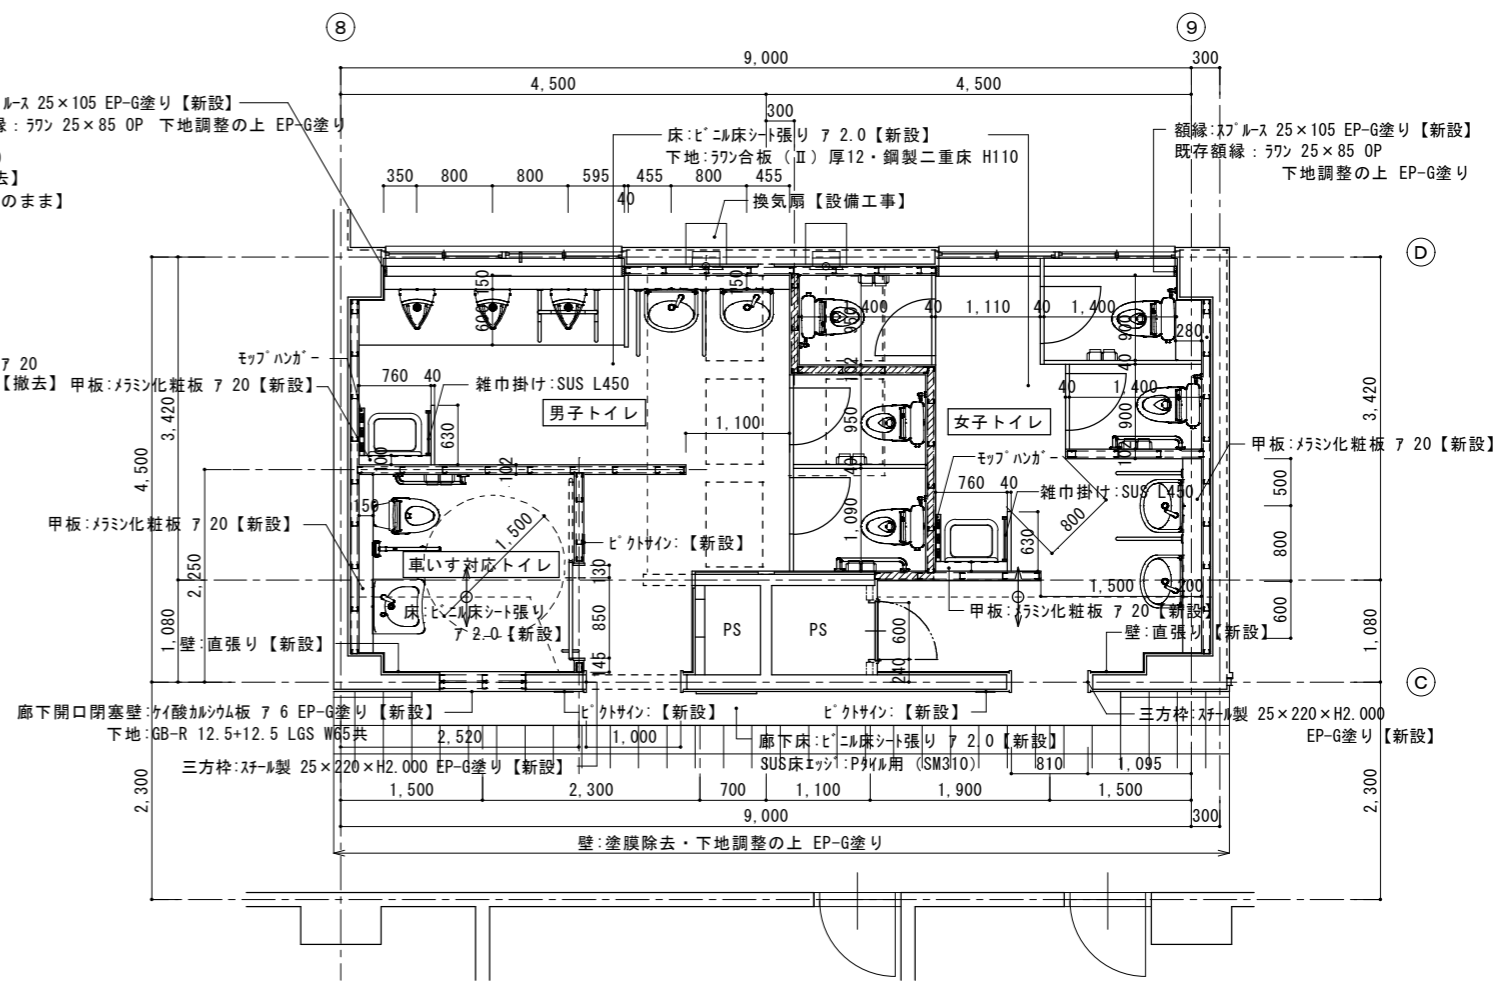 8
9
9,000
300
4,500
4,500
300
ﾙｰｽ 25×105 EP-G塗り【新設】
縁：ﾗﾜﾝ 25×85 OP 下地調整の上 EP-G塗り
去】
のまま】
床:ﾋﾞﾆﾙ床ｼｰﾄ張り ｱ 2.0【新設】
下地:ﾗﾜﾝ合板（Ⅱ）厚12・鋼製二重床 H110
額縁:ｽﾌﾟﾙｰｽ 25×105 EP-G塗り【新設】
既存額縁：ﾗﾜﾝ 25×85 OP
下地調整の上 EP-G塗り
350
800
800
595
40
455
800
455
換気扇【設備工事】
D
150
600
150
400
960
40
1,110
40
1,400
900
280
ｱ 20
【撤去】
ﾓｯﾌﾟﾊﾝｶﾞｰ
甲板:ﾒﾗﾐﾝ化粧板 ｱ 20【新設】
760
40
雑巾掛け:SUS L450
男子トイレ
630
100
102
1,100
102
950
40
1,090
女子トイレ
40
40
1,400
900
102
3,420
3,420
4,500
甲板:ﾒﾗﾐﾝ化粧板 ｱ 20【新設】
ﾓｯﾌﾟﾊﾝｶﾞｰ
760
40
雑巾掛け:SUS L450
800
630
500
800
600
甲板:ﾒﾗﾐﾝ化粧板 ｱ 20【新設】
150
1,500
車いす対応トイレ
ﾋﾟｸﾄｻｲﾝ:【新設】
130
850
145
2,250
1,080
1,080
床:ﾋﾞﾆﾙ床ｼｰﾄ張り
ｱ 2.0【新設】
PS
PS
600
240
1,500
200
甲板:ﾒﾗﾐﾝ化粧板 ｱ 20【新設】
壁:直張り【新設】
壁:直張り【新設】
C
廊下開口閉塞壁:ｹｲ酸ｶﾙｼｳﾑ板 ｱ 6 EP-G塗り【新設】
下地:GB-R 12.5+12.5 LGS W65共
ﾋﾟｸﾄｻｲﾝ:【新設】
ﾋﾟｸﾄｻｲﾝ:【新設】
三方枠:ｽﾁｰﾙ製 25×220×H2.000
EP-G塗り【新設】
2,520
1,000
廊下床:ﾋﾞﾆﾙ床ｼｰﾄ張り ｱ 2.0【新設】
SUS床ｴｯｼﾞ:Pﾀｲﾙ用（SM310）
810
1,095
三方枠:ｽﾁｰﾙ製 25×220×H2.000 EP-G塗り【新設】
2,300
2,300
1,500
2,300
700
1,100
1,900
1,500
9,000
300
壁:塗膜除去・下地調整の上 EP-G塗り